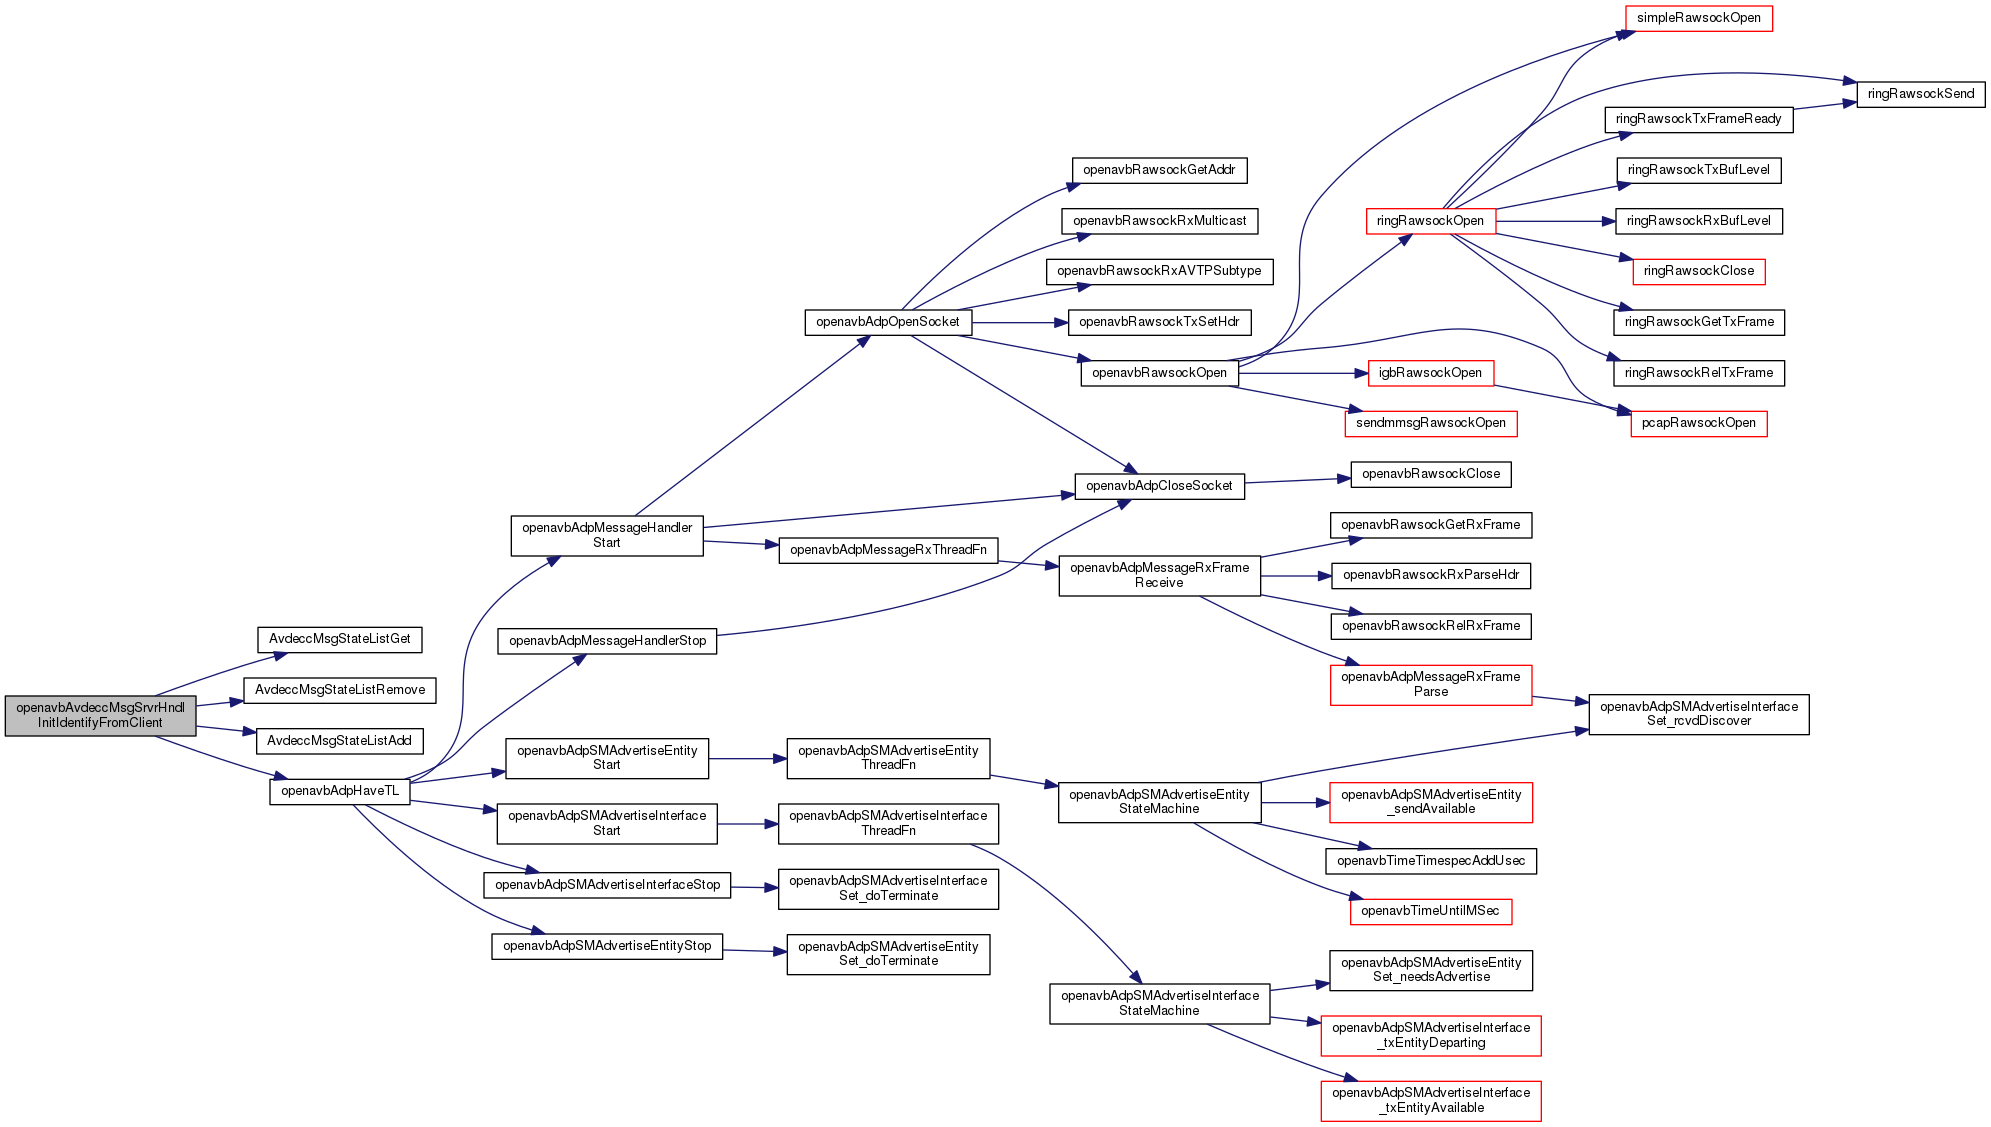 simpleRawsockOpen
ringRawsockSend
ringRawsockTxFrameReady
openavbRawsockGetAddr
ringRawsockTxBufLevel
openavbRawsockRxMulticast
ringRawsockOpen
ringRawsockRxBufLevel
openavbRawsockRxAVTPSubtype
ringRawsockClose
openavbAdpOpenSocket
openavbRawsockTxSetHdr
ringRawsockGetTxFrame
openavbRawsockOpen
igbRawsockOpen
ringRawsockRelTxFrame
sendmmsgRawsockOpen
pcapRawsockOpen
openavbAdpCloseSocket
openavbRawsockClose
openavbAdpMessageHandler
Start
openavbRawsockGetRxFrame
openavbAdpMessageRxThreadFn
openavbAdpMessageRxFrame
Receive
openavbRawsockRxParseHdr
openavbRawsockRelRxFrame
AvdeccMsgStateListGet
openavbAdpMessageHandlerStop
openavbAdpMessageRxFrame
Parse
AvdeccMsgStateListRemove
openavbAvdeccMsgSrvrHndl
InitIdentifyFromClient
openavbAdpSMAdvertiseInterface
Set_rcvdDiscover
AvdeccMsgStateListAdd
openavbAdpSMAdvertiseEntity
Start
openavbAdpSMAdvertiseEntity
ThreadFn
openavbAdpHaveTL
openavbAdpSMAdvertiseEntity
StateMachine
openavbAdpSMAdvertiseEntity
_sendAvailable
openavbAdpSMAdvertiseInterface
Start
openavbAdpSMAdvertiseInterface
ThreadFn
openavbTimeTimespecAddUsec
openavbAdpSMAdvertiseInterfaceStop
openavbAdpSMAdvertiseInterface
Set_doTerminate
openavbTimeUntilMSec
openavbAdpSMAdvertiseEntityStop
openavbAdpSMAdvertiseEntity
Set_doTerminate
openavbAdpSMAdvertiseEntity
Set_needsAdvertise
openavbAdpSMAdvertiseInterface
StateMachine
openavbAdpSMAdvertiseInterface
_txEntityDeparting
openavbAdpSMAdvertiseInterface
_txEntityAvailable